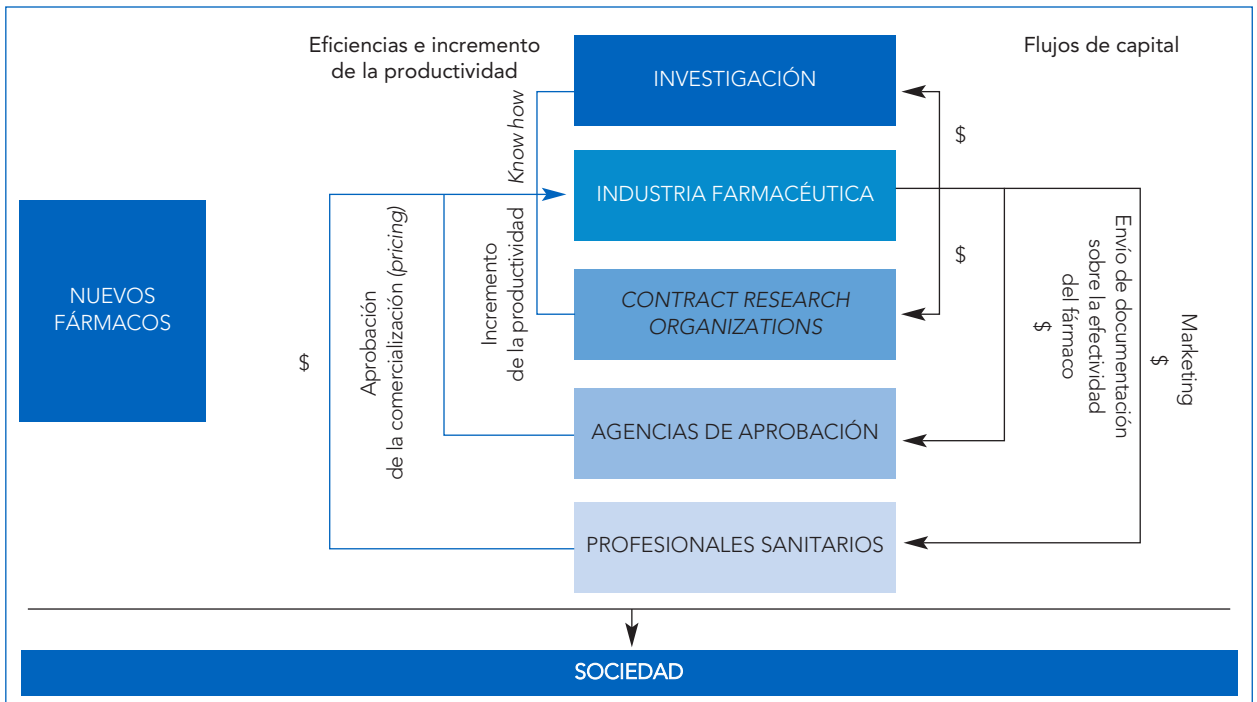 Eficiencias e incremento
de la productividad
Flujos de capital
INVESTIGACIÓN
Know how
$
INDUSTRIA FARMACÉUTICA
NUEVOS
FÁRMACOS
$
Aprobación
de la comercialización (pricing)
Incremento
de la productividad
CONTRACT RESEARCH
ORGANIZATIONS
$
Envío de documentación
sobre la efectividad
del fármaco
$
Marketing
$
AGENCIAS DE APROBACIÓN
PROFESIONALES SANITARIOS
SOCIEDAD